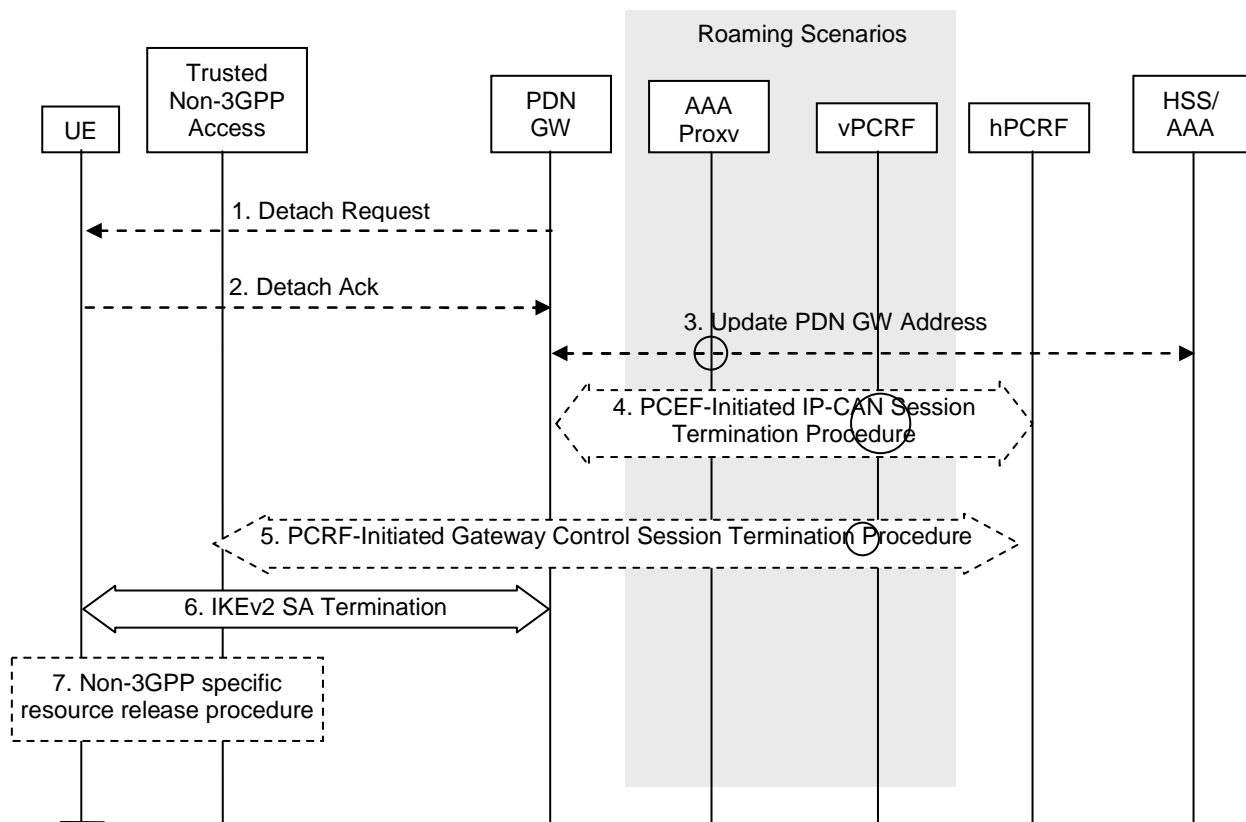 Roaming Scenarios
UE
Trusted
Non-3GPP
Access
PDN
GW
AAA
Proxv
vPCRF
hPCRF
HSS/
AAA
1. Detach Request
2. Detach Ack
3. Update PDN GW Address
4. PCEF-Initiated IP-CAN Session
Termination Procedure
5. PCRF-Initiated Gateway Control Session Termination Procedure
6. IKEv2 SA Termination
7. Non-3GPP specific
resource release procedure